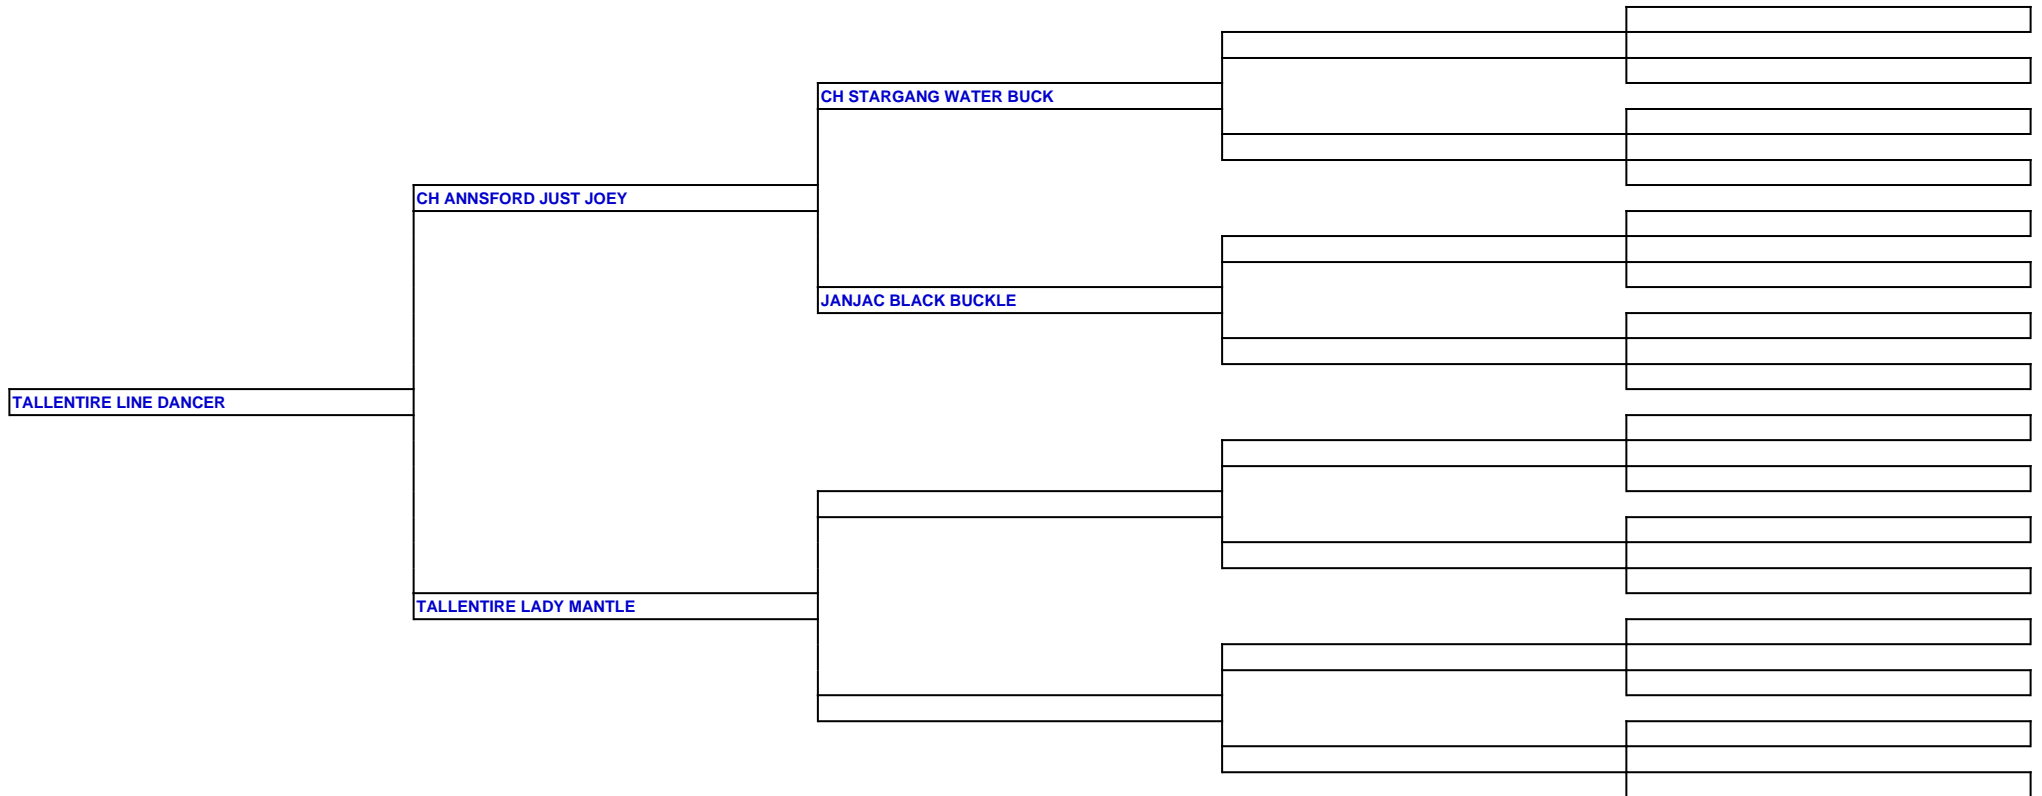 CH STARGANG WATER BUCK
CH ANNSFORD JUST JOEY
JANJAC BLACK BUCKLE
TALLENTIRE LINE DANCER
TALLENTIRE LADY MANTLE